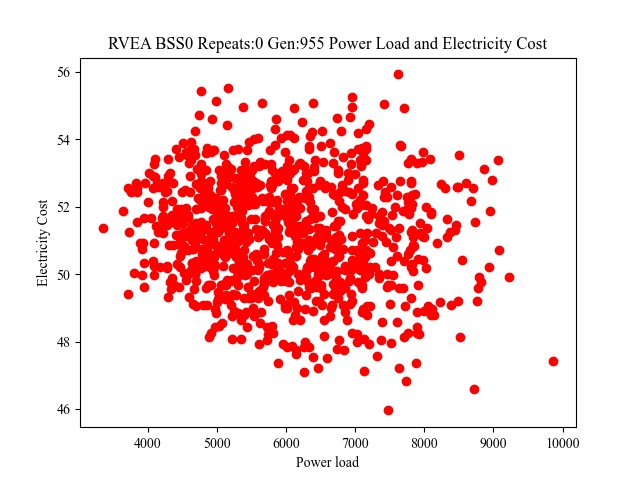 RVEA BSS0 Repeats:0 Gen:955 Power Load and Electricity Cost
56
54
52
50
48
46
Electricity Cost
4000 5000 6000 7000 8000 9000 10000
Power load